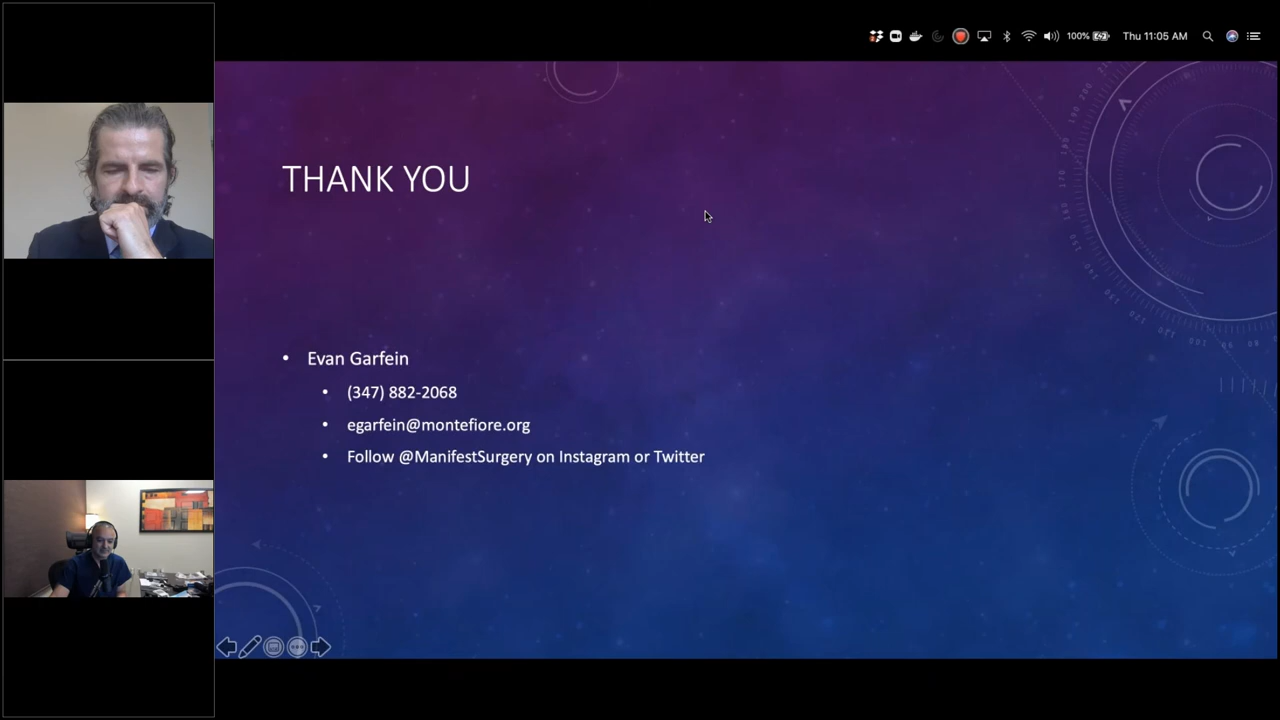 100%
Thu 11:05 AM
THANK YOU
• Evan Garfein
• (347) 882-2068
• egarfein@montefiore.org
• Follow @ManifestSurgery on Instagram or Twitter